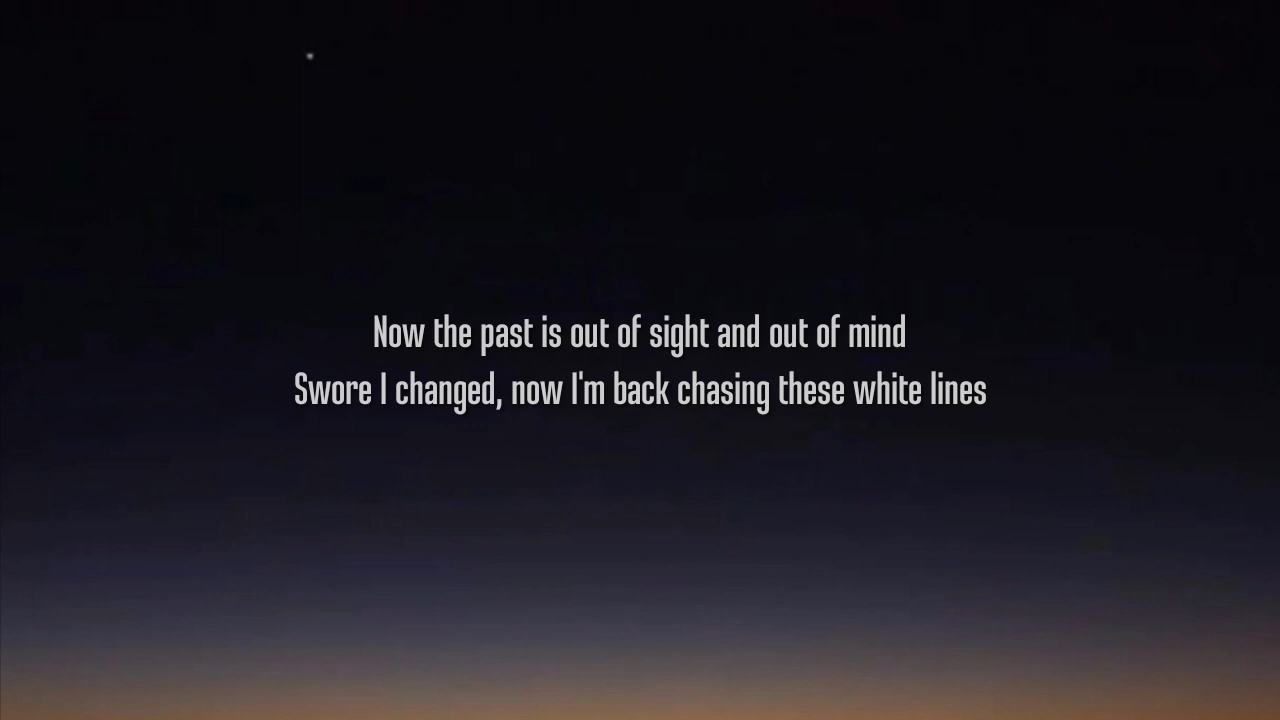 Now the past is out of sight and out of mind
Swore I changed, now I'm back chasing these white lines